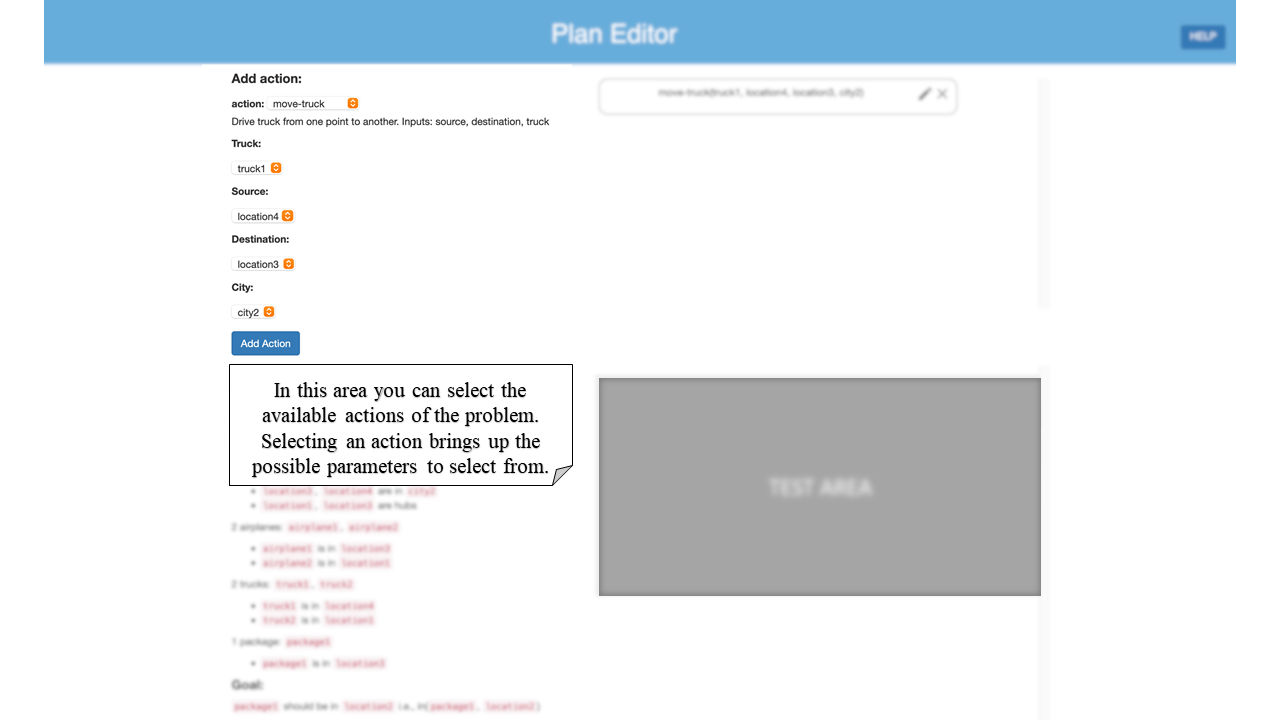 Plan Editor
HELP
Add action:
action: move-truck
Drive truck from one point to another. Inputs: source, destination, truck
Truck:
truck1
Source:
location4
Destination:
location3
City:
city2
Add Action
move-truck(truck1, location4, location3, city2)
In this area you can select the
available actions of the problem.
Selecting an action brings up the
possible parameters to select from.
TEST AREA
location3, location4 are in city2
location1, location3 are hubs
2 airplanes: airplane1, airplane2
airplane1 is in location3
airplane2 is in location1
2 trucks: truck1, truck2
truck1 is in location4
truck2 is in location1
1 package: package1
package1 is in location3
Goal:
package1 should be in location2 i.e., in(package1, location2)